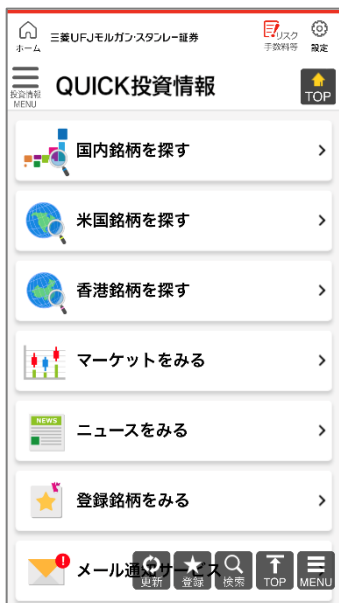 三菱UFJモルガン・スタンレー証券
ホーム
リスク
手数料等
設定
投資情報
MENU
QUICK投資情報
TOP
国内銘柄を探す
米国銘柄を探す
香港銘柄を探す
マーケットをみる
NEWS
ニュースをみる
登録銘柄をみる
メール通知サービス
更新
登録
検索
TOP
MENU